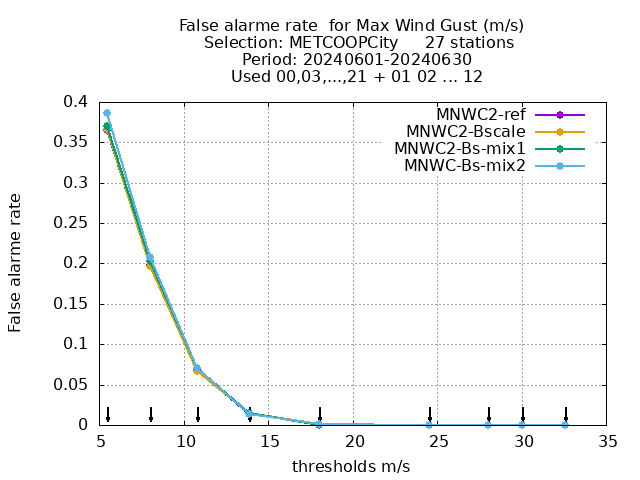 False alarme rate  for Max Wind Gust (m/s)
Selection: METCOOPCity     27 stations
Period: 20240601-20240630
Used 00,03,...,21 + 01 02 ... 12
MNWC2-ref
MNWC2-Bscale
MNWC2-Bs-mix1
MNWC-Bs-mix2
False alarme rate
0.4
0.35
0.3
0.25
0.2
0.15
0.1
0.05
0
5 10 15 20 25 30 35
thresholds m/s